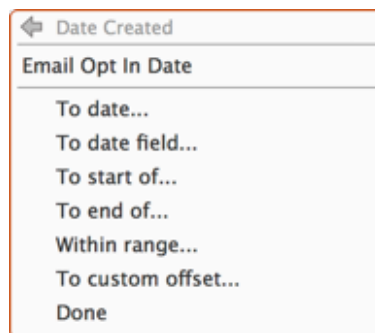 Date Created
Email Opt In Date
To date...
To date field...
To start of...
To end of...
Within range...
To custom offset...
Done